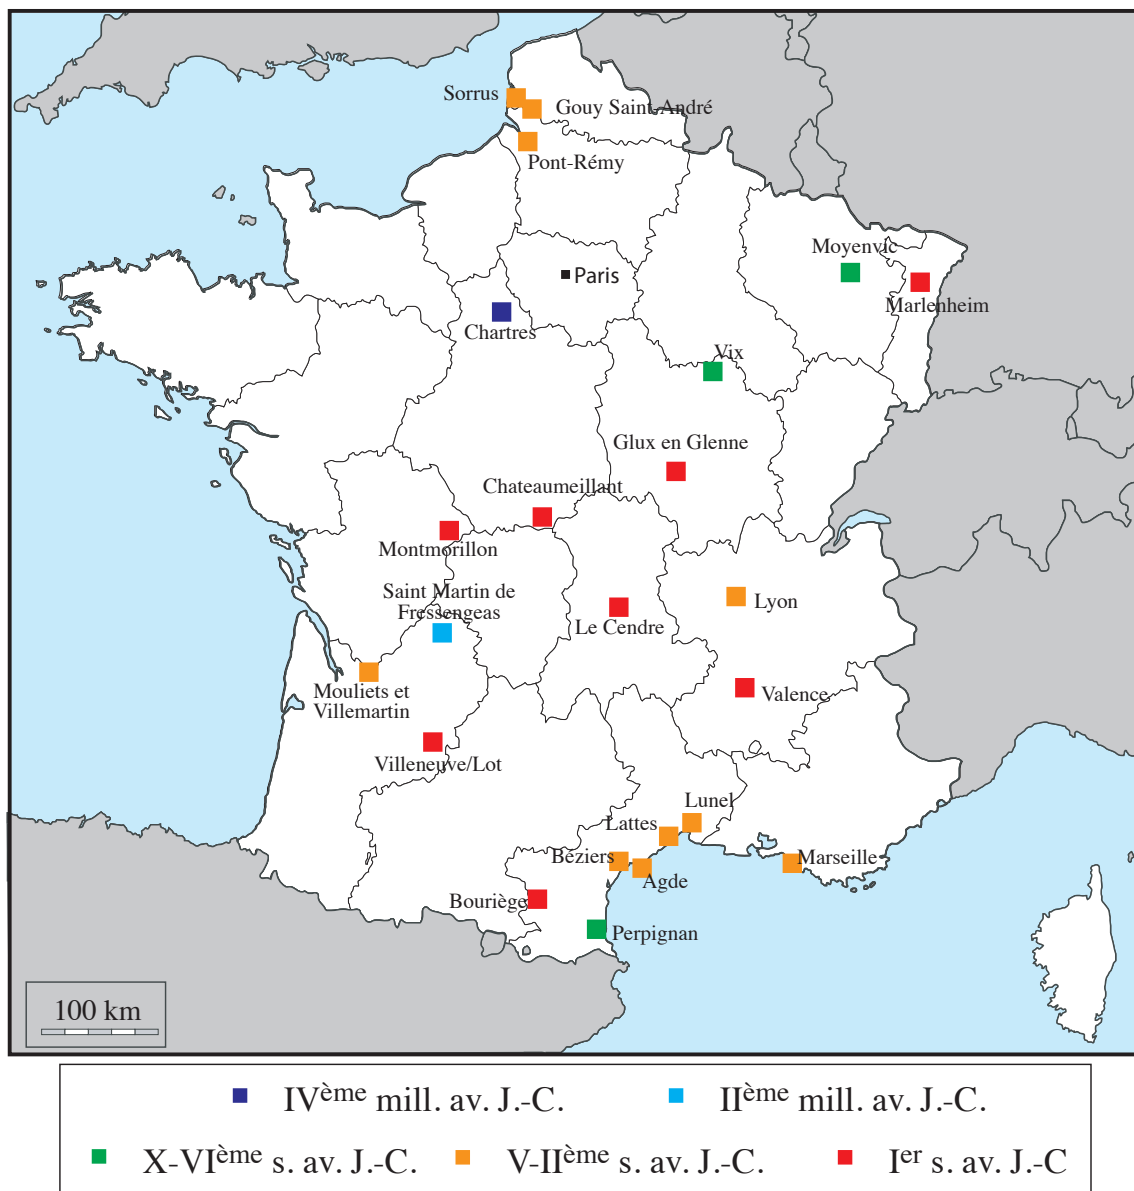 Sorrus
Gouy Saint-André
Pont-Rémy
Moyenvic
Paris
Marlenheim
Chartres
Vix
Glux en Glenne
Chateaumeillant
Montmorillon
Saint Martin de
Fressengeas
Lyon
Le Cendre
Mouliets et
Villemartin
Valence
Villeneuve/Lot
Lunel
Lattes
Béziers
Marseille
Agde
Bouriège
Perpignan
100 km
IVème mill. av. J.-C.
IIème mill. av. J.-C.
X-VIème s. av. J.-C.
V-IIème s. av. J.-C.
Ier s. av. J.-C